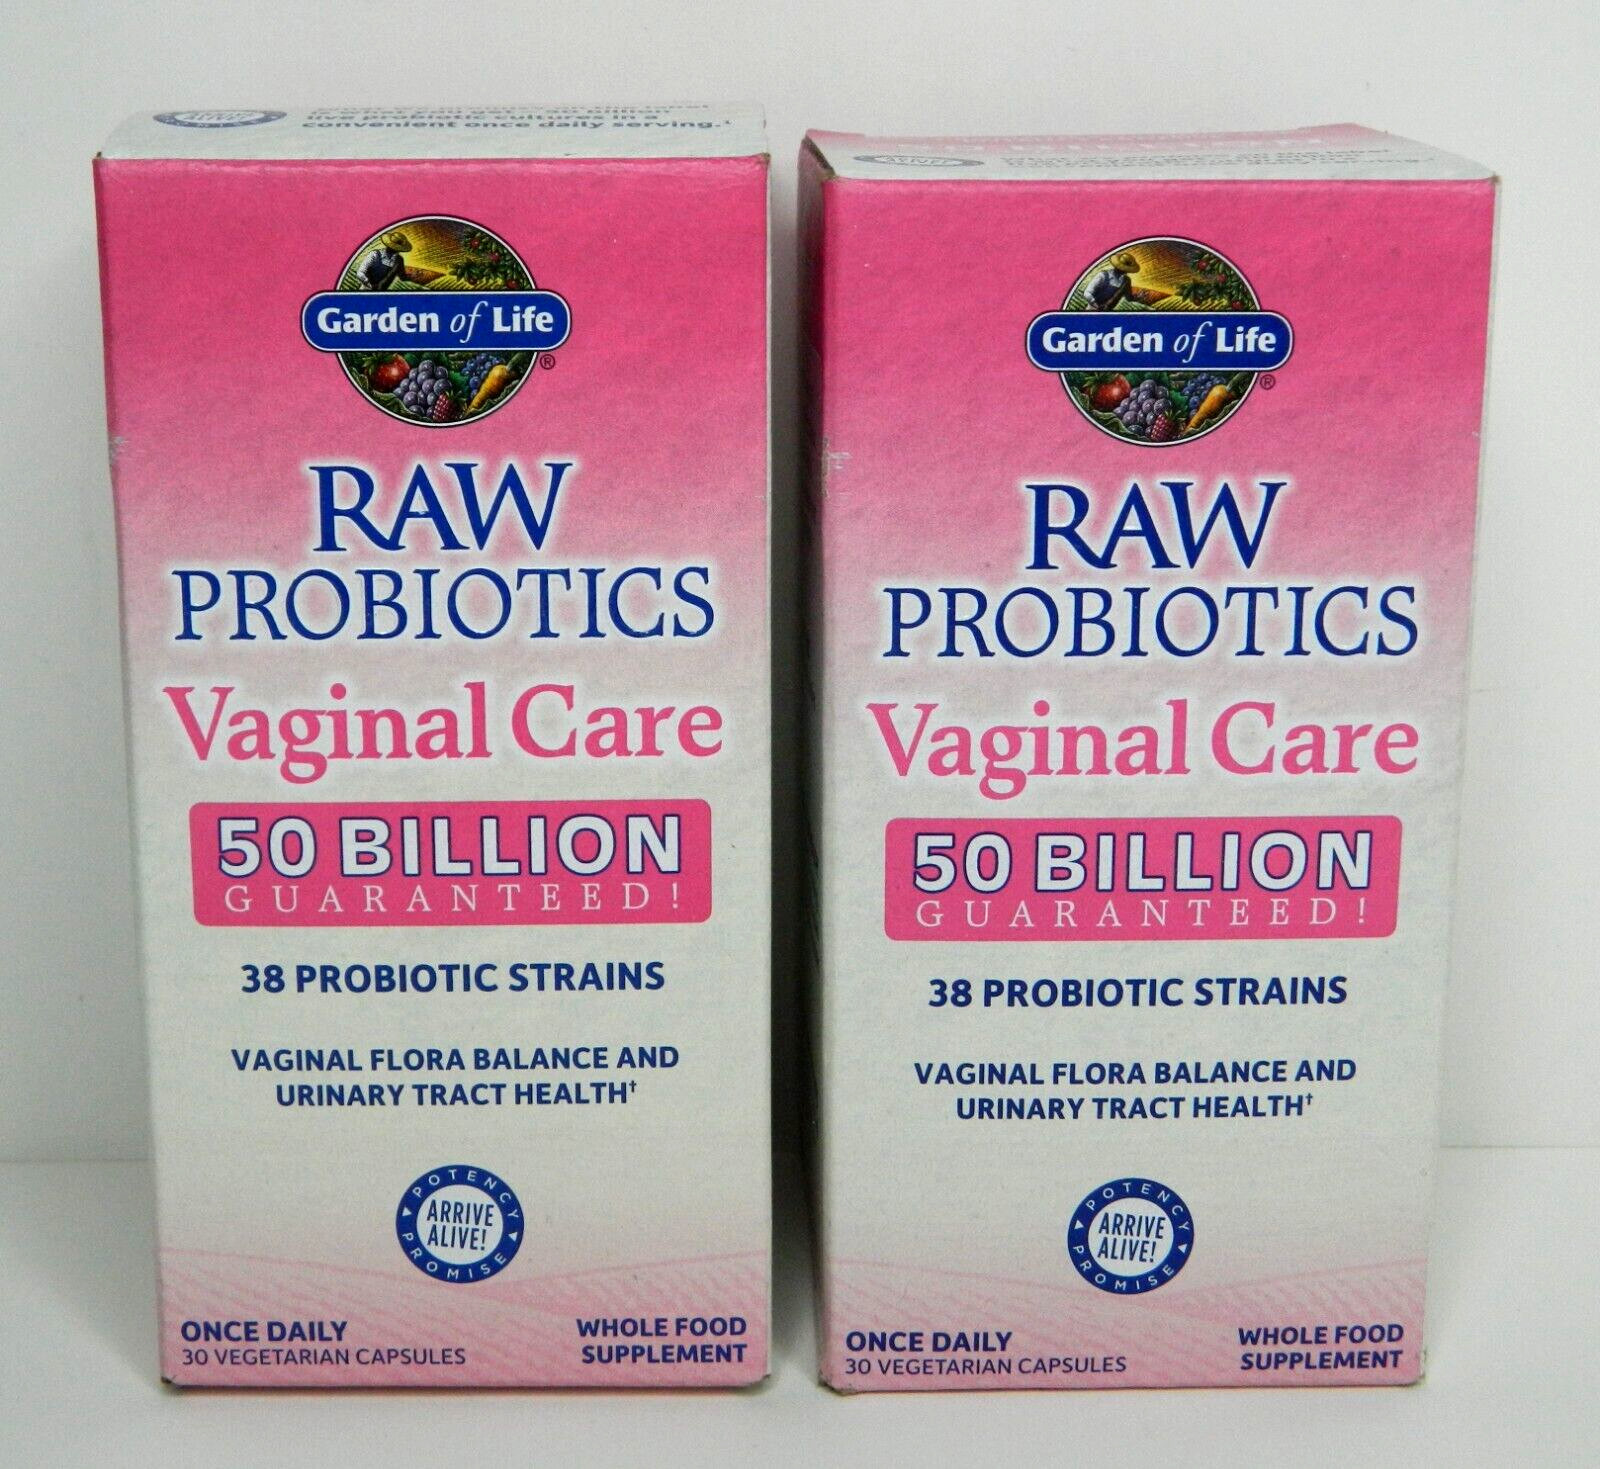 live probiotic cultures in a
convenient once daily serving.¹
Garden of Life
®
RAW
PROBIOTICS
Vaginal Care
50 BILLION
GUARANTEED!
38 PROBIOTIC STRAINS
VAGINAL FLORA BALANCE AND
URINARY TRACT HEALTH†
POTENCY
ARRIVE
ALIVE!
PROMISE
ONCE DAILY
30 VEGETARIAN CAPSULES
WHOLE FOOD
SUPPLEMENT
Garden of Life
®
RAW
PROBIOTICS
Vaginal Care
50 BILLION
GUARANTEED!
38 PROBIOTIC STRAINS
VAGINAL FLORA BALANCE AND
URINARY TRACT HEALTH†
POTENCY
ARRIVE
ALIVE!
PROMISE
ONCE DAILY
30 VEGETARIAN CAPSULES
WHOLE FOOD
SUPPLEMENT